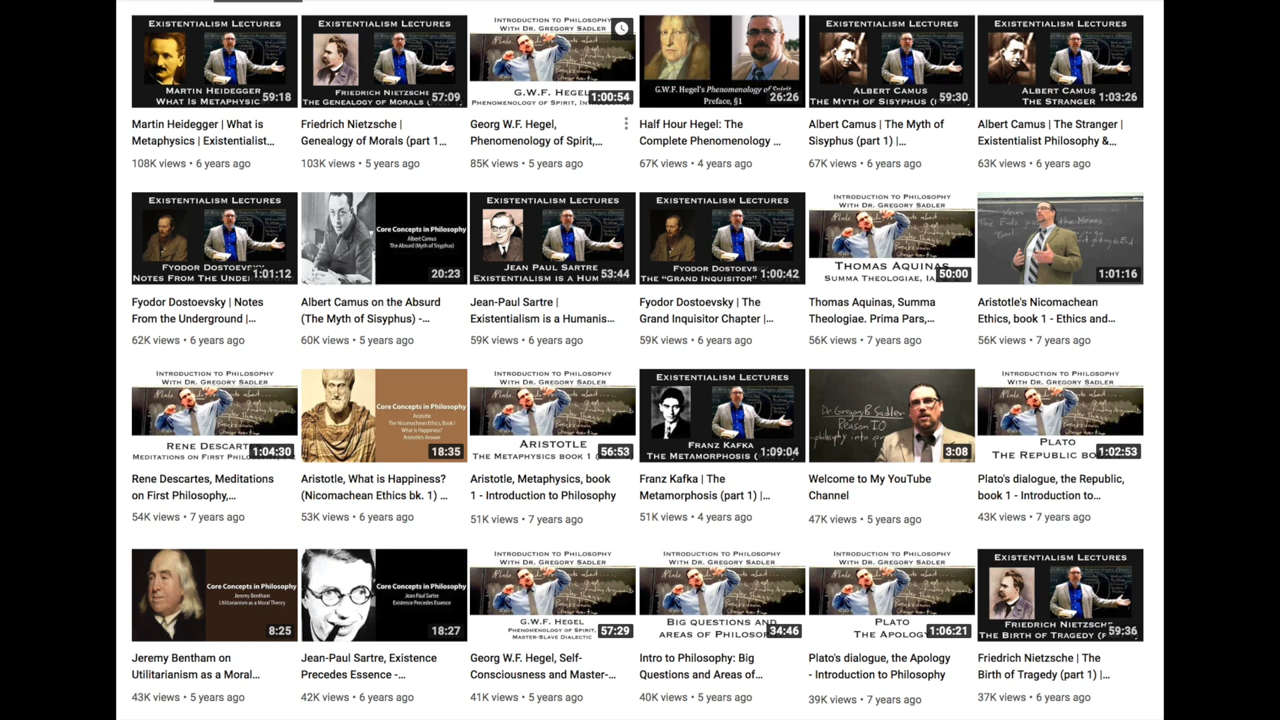 EXISTENTIALISM LECTURES
MARTIN HEIDEGGER
WHAT IS METAPHYSIC
59:18
Martin Heidegger | What is
Metaphysics | Existentialist...
108K views • 6 years ago
EXISTENTIALISM LECTURES
FRIEDRICH NIETZSCHE
THE GENEALOGY OF MORALS
57:09
Friedrich Nietzsche |
Genealogy of Morals (part 1...
103K views • 5 years ago
INTRODUCTION TO PHILOSOPHY
WITH DR. GREGORY SADLER
G.W.F. HEGEL
PHENOMENOLOGY OF SPIRIT,
1:00:54
Georg W.F. Hegel,
Phenomenology of Spirit,...
85K views • 5 years ago
G.W.F. Hegel's Phenomenology of Spirit
Preface, §1
26:26
Half Hour Hegel: The
Complete Phenomenology ...
67K views • 4 years ago
EXISTENTIALISM LECTURES
ALBERT CAMUS
THE MYTH OF SISYPHUS
59:30
Albert Camus | The Myth of
Sisyphus (part 1) |...
67K views • 6 years ago
EXISTENTIALISM LECTURES
ALBERT CAMUS
THE STRANGER
1:03:26
Albert Camus | The Stranger |
Existentialist Philosophy &...
63K views • 6 years ago
EXISTENTIALISM LECTURES
FYODOR DOSTOEVSKY
NOTES FROM THE UNDE
1:01:12
Fyodor Dostoevsky | Notes
From the Underground |...
62K views • 6 years ago
Core Concepts in Philosophy
Albert Camus
The Absurd (Myth of Sisyphus)
20:23
Albert Camus on the Absurd
(The Myth of Sisyphus) -...
60K views • 5 years ago
EXISTENTIALISM LECTURES
JEAN PAUL SARTRE
EXISTENTIALISM IS A HUM
53:44
Jean-Paul Sartre |
Existentialism is a Humanis...
59K views • 6 years ago
EXISTENTIALISM LECTURES
FYODOR DOSTOEVS
THE "GRAND INQUISITOR"
1:00:42
Fyodor Dostoevsky | The
Grand Inquisitor Chapter |...
59K views • 6 years ago
INTRODUCTION TO PHILOSOPHY
WITH DR. GREGORY SADLER
THOMAS AQUINAS
SUMMA THEOLOGIAE, IA
50:00
Thomas Aquinas, Summa
Theologiae. Prima Pars,...
56K views • 7 years ago
1:01:16
Aristotle's Nicomachean
Ethics, book 1 - Ethics and...
56K views • 7 years ago
INTRODUCTION TO PHILOSOPHY
WITH DR. GREGORY SADLER
RENE DESCART
MEDITATIONS ON FIRST PHILO
1:04:30
Rene Descartes, Meditations
on First Philosophy,...
54K views • 7 years ago
Core Concepts in Philosophy
Aristotle
The Nicomachean Ethics, Book I
What is Happiness?
Aristotle's Answer
18:35
Aristotle, What is Happiness?
(Nicomachean Ethics bk. 1) ...
53K views • 6 years ago
INTRODUCTION TO PHILOSOPHY
WITH DR. GREGORY SADLER
ARISTOTLE
THE METAPHYSICS BOOK 1
56:53
Aristotle, Metaphysics, book
1 - Introduction to Philosophy
51K views • 7 years ago
EXISTENTIALISM LECTURES
FRANZ KAFKA
THE METAMORPHOSIS
1:09:04
Franz Kafka | The
Metamorphosis (part 1) |...
51K views • 4 years ago
Dr. Gregory B. Sadler
Reason IO
philosophy into
3:08
Welcome to My YouTube
Channel
47K views • 5 years ago
INTRODUCTION TO PHILOSOPHY
WITH DR. GREGORY SADLER
PLATO
THE REPUBLIC BO
1:02:53
Plato's dialogue, the Republic,
book 1 - Introduction to...
43K views • 7 years ago
Core Concepts in Philosophy
Jeremy Bentham
Utilitarianism as a Moral Theory
8:25
Jeremy Bentham on
Utilitarianism as a Moral...
43K views • 5 years ago
Core Concepts in Philosophy
Jean Paul Sartre
Existence Precedes Essence
18:27
Jean-Paul Sartre, Existence
Precedes Essence -...
42K views • 6 years ago
INTRODUCTION TO PHILOSOPHY
WITH DR. GREGORY SADLER
G.W.F. HEGEL
PHENOMENOLOGY OF SPIRIT,
MASTER-SLAVE DIALECTIC
57:29
Georg W.F. Hegel, Self-
Consciousness and Master-...
41K views • 5 years ago
INTRODUCTION TO PHILOSOPHY
WITH DR. GREGORY SADLER
BIG QUESTIONS AND
AREAS OF PHILOSO
34:46
Intro to Philosophy: Big
Questions and Areas of...
40K views • 5 years ago
INTRODUCTION TO PHILOSOPHY
WITH DR. GREGORY SADLER
PLATO
THE APOLOGY
1:06:21
Plato's dialogue, the Apology
- Introduction to Philosophy
39K views • 7 years ago
EXISTENTIALISM LECTURES
FRIEDRICH NIETZSCHE
THE BIRTH OF TRAGEDY
59:36
Friedrich Nietzsche | The
Birth of Tragedy (part 1) |...
37K views • 6 years ago